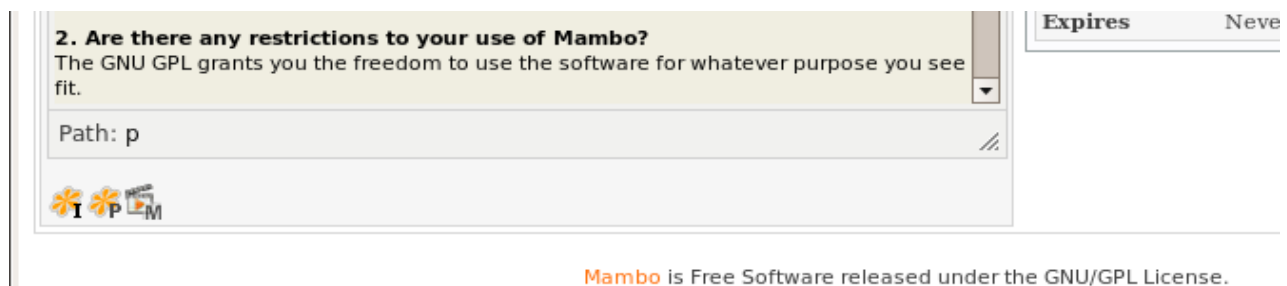 2. Are there any restrictions to your use of Mambo?
The GNU GPL grants you the freedom to use the software for whatever purpose you see
fit.
Path: p
I P M
Expires Neve
Mambo is Free Software released under the GNU/GPL License.